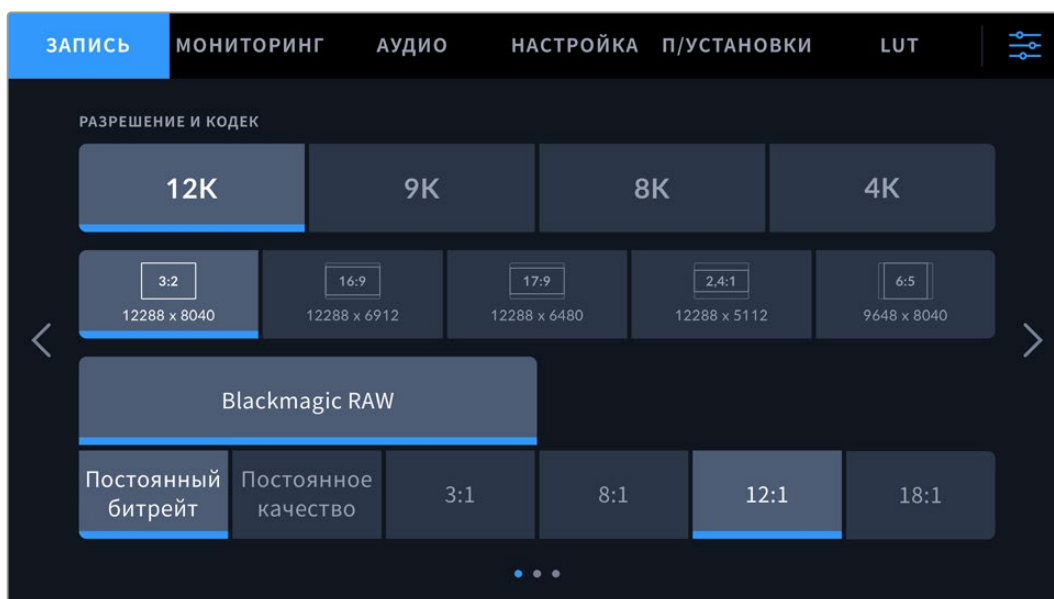 ЗАПИСЬ МОНИТОРИНГ АУДИО НАСТРОЙКА П/УСТАНОВКИ LUT
РАЗРЕШЕНИЕ И КОДЕК
12K 9K 8K 4K
3:2 16:9 17:9 2,4:1 6:5
12288 x 8040 12288 x 6912 12288 x 6480 12288 x 5112 9648 x 8040
Blackmagic RAW
Постоянный битрейт Постоянное качество 3:1 8:1 12:1 18:1